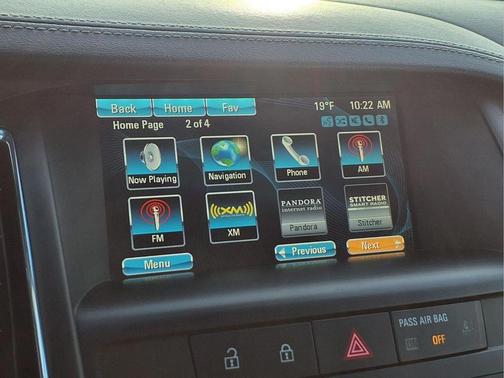 Back Home Fav 19°F 10:22 AM
Home Page 2 of 4
Now Playing Navigation Phone AM
((XM)) PANDORA internet radio STITCHER SMART RADIO
FM XM Pandora Stitcher
Menu Previous Next
PASS AIR BAG
OFF